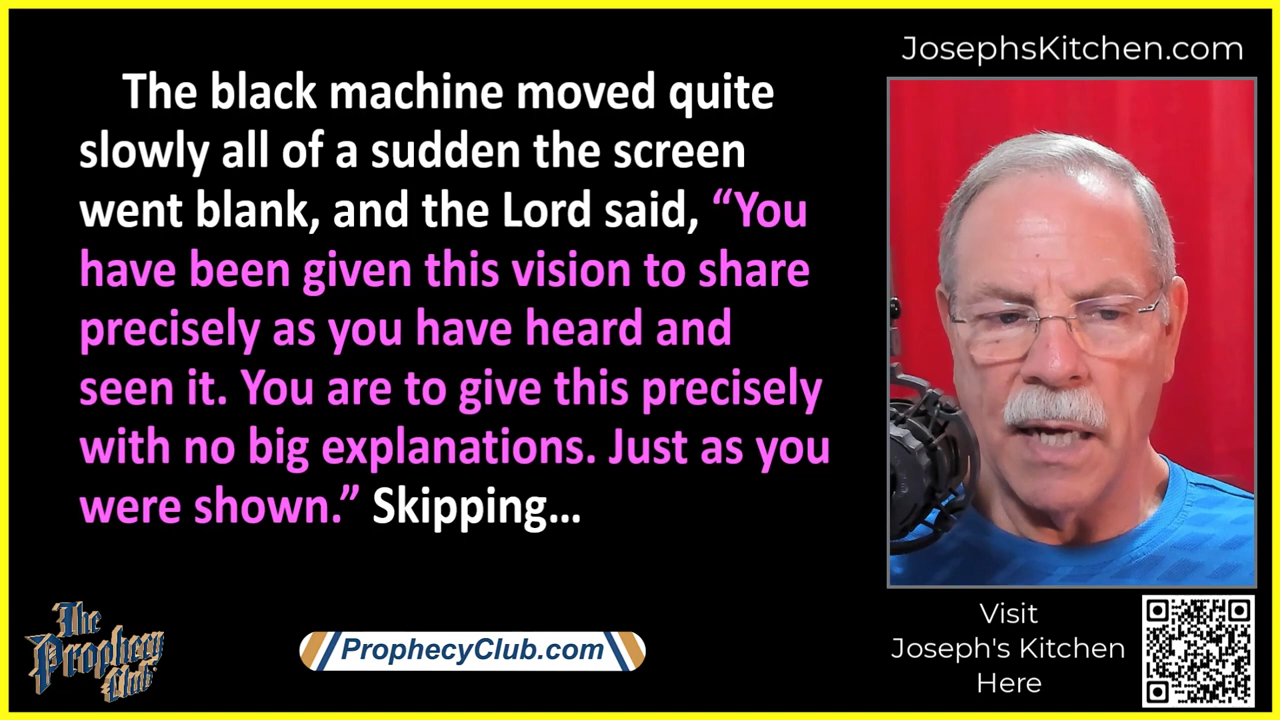 JosephsKitchen.com
The black machine moved quite
slowly all of a sudden the screen
went blank, and the Lord said, “You
have been given this vision to share
precisely as you have heard and
seen it. You are to give this precisely
with no big explanations. Just as you
were shown.” Skipping...
The
Prophecy
Club
ProphecyClub.com
Visit
Joseph's Kitchen
Here